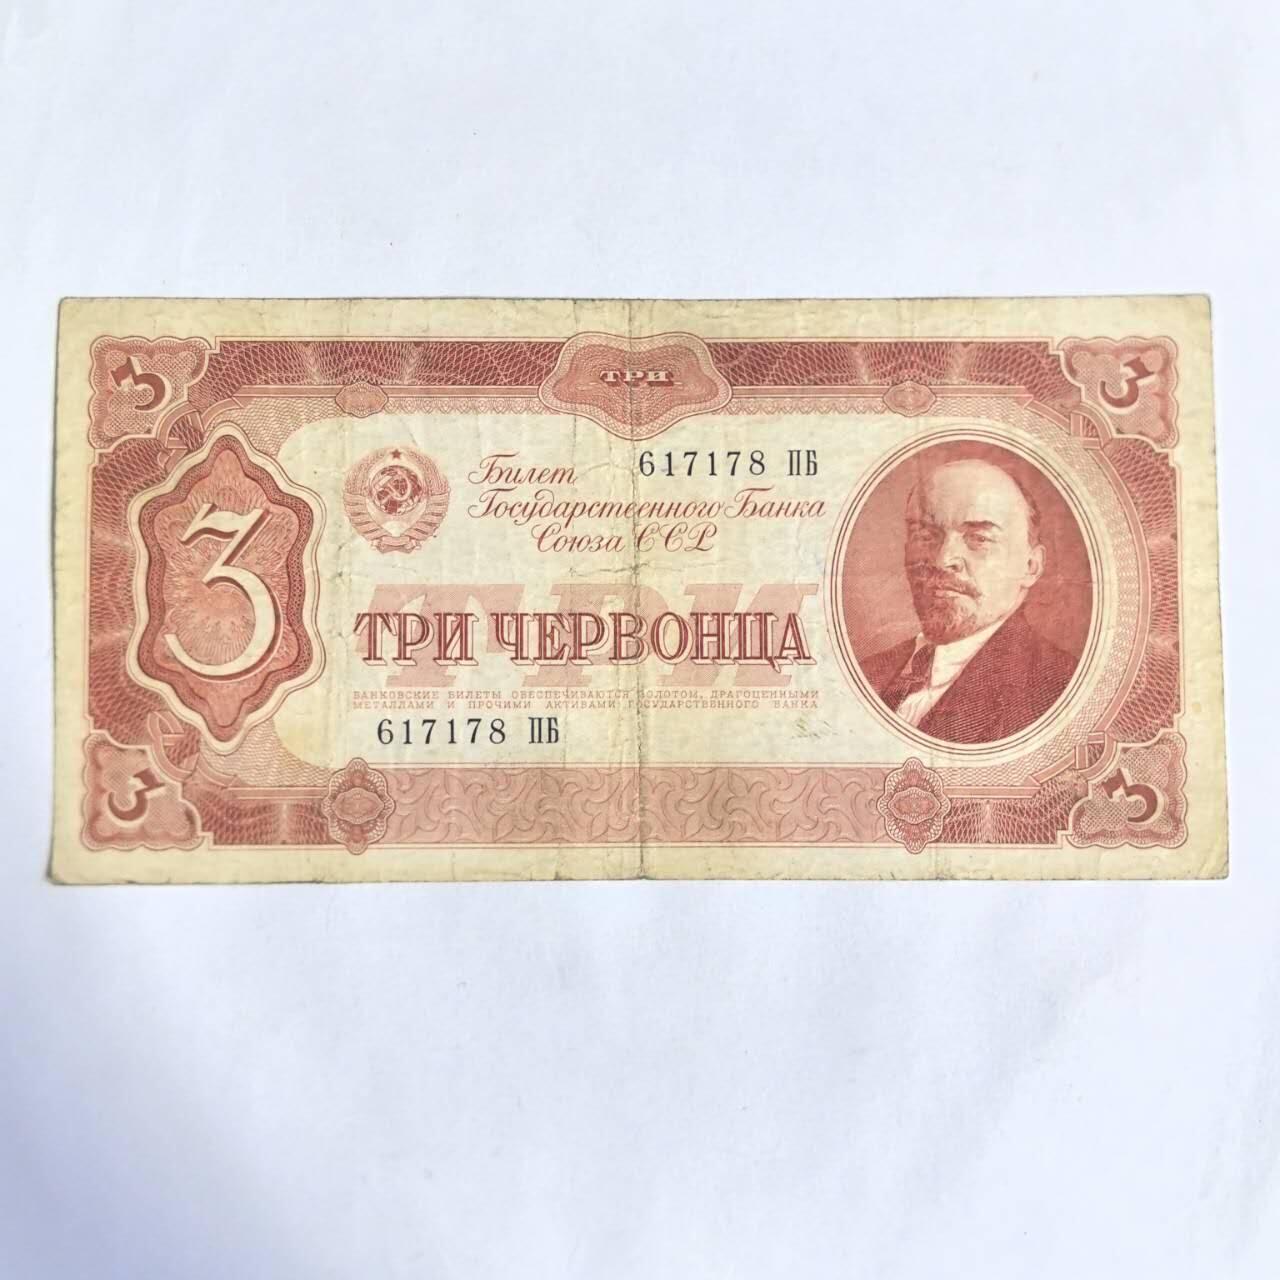 3
ТРИ
3
Билет
617178 ПБ
Государственного Банка
Союза ССР
3
ТРИ
ТРИ ЧЕРВОНЦА
БАНКОВСКИЕ БИЛЕТЫ ОБЕСПЕЧИВАЮТСЯ ЗОЛОТОМ, ДРАГОЦЕННЫМИ
МЕТАЛЛАМИ И ПРОЧИМИ АКТИВАМИ ГОСУДАРСТВЕННОГО БАНКА
617178 ПБ
3
3